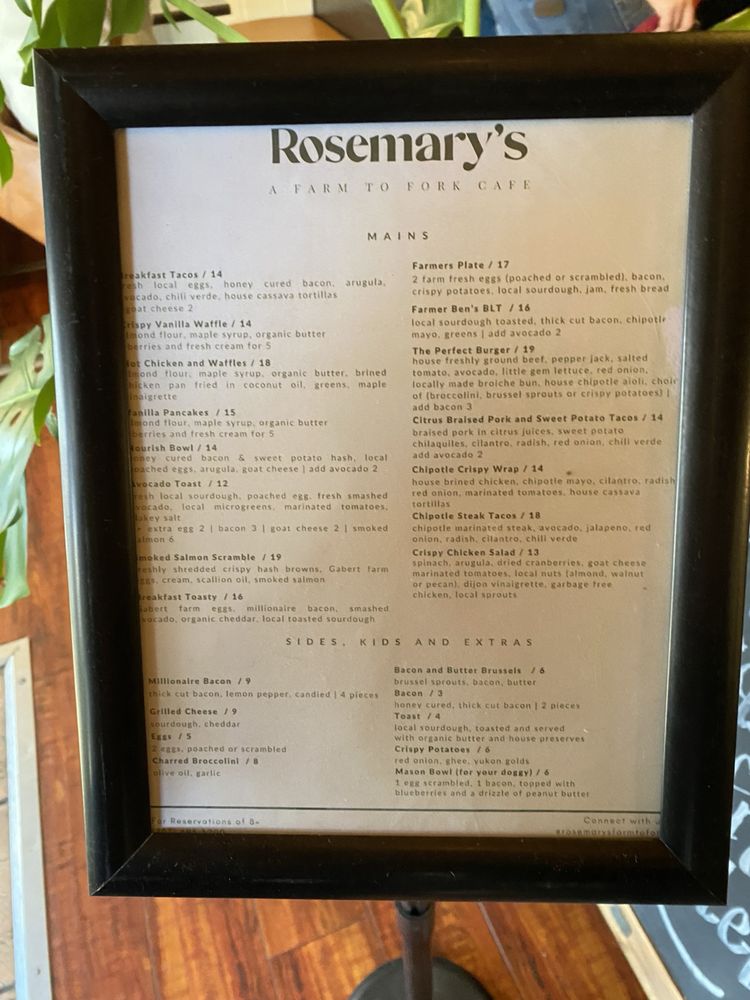 Rosemary's
A FARM TO FORK CAFE
MAINS
reakfast Tacos / 14
resh local eggs, honey cured bacon, arugula,
vocado, chili verde, house cassava tortillas
goat cheese 2
rispy Vanilla Waffle / 14
lmond flour, maple syrup, organic butter
berries and fresh cream for 5
ot Chicken and Waffles / 18
lmond flour, maple syrup, organic butter, brined
hicken pan fried in coconut oil, greens, maple
inaigrette
anilla Pancakes / 15
lmond flour, maple syrup, organic butter
berries and fresh cream for 5
ourish Bowl / 14
oney cured bacon & sweet potato hash, local
oached eggs, arugula, goat cheese | add avocado 2
vocado Toast / 12
resh local sourdough, poached egg, fresh smashed
vocado, local microgreens, marinated tomatoes,
lakey salt
extra egg 2 | bacon 3 | goat cheese 2 | smoked
almon 6
moked Salmon Scramble / 19
reshly shredded crispy hash browns, Gabert farm
ggs, cream, scallion oil, smoked salmon
reakfast Toasty / 16
abert farm eggs, millionaire bacon, smashed
vocado, organic cheddar, local toasted sourdough
Farmers Plate / 17
2 farm fresh eggs (poached or scrambled), bacon,
crispy potatoes, local sourdough, jam, fresh bread
Farmer Ben's BLT / 16
local sourdough toasted, thick cut bacon, chipotle
mayo, greens | add avocado 2
The Perfect Burger / 19
house freshly ground beef, pepper jack, salted
tomato, avocado, little gem lettuce, red onion,
locally made broiche bun, house chipotle aioli, choic
of (broccolini, brussel sprouts or crispy potatoes) |
add bacon 3
Citrus Braised Pork and Sweet Potato Tacos / 14
braised pork in citrus juices, sweet potato
chilaquiles, cilantro, radish, red onion, chili verde
add avocado 2
Chipotle Crispy Wrap / 14
house brined chicken, chipotle mayo, cilantro, radish
red onion, marinated tomatoes, house cassava
tortillas
Chipotle Steak Tacos / 18
chipotle marinated steak, avocado, jalapeno, red
onion, radish, cilantro, chili verde
Crispy Chicken Salad / 13
spinach, arugula, dried cranberries, goat cheese
marinated tomatoes, local nuts (almond, walnut
or pecan), dijon vinaigrette, garbage free
chicken, local sprouts
SIDES, KIDS AND EXTRAS
Millionaire Bacon / 9
thick cut bacon, lemon pepper, candied | 4 pieces
Grilled Cheese / 9
sourdough, cheddar
Eggs / 5
2 eggs, poached or scrambled
Charred Broccolini / 8
olive oil, garlic
Bacon and Butter Brussels / 6
brussel sprouts, bacon, butter
Bacon / 3
honey cured, thick cut bacon | 2 pieces
Toast / 4
local sourdough, toasted and served
with organic butter and house preserves
Crispy Potatoes / 6
red onion, ghee, yukon golds
Mason Bowl (for your doggy) / 6
1 egg scrambled, 1 bacon, topped with
blueberries and a drizzle of peanut butter
For Reservations of 8-
Connect with u
@rosemarysfarmtofor